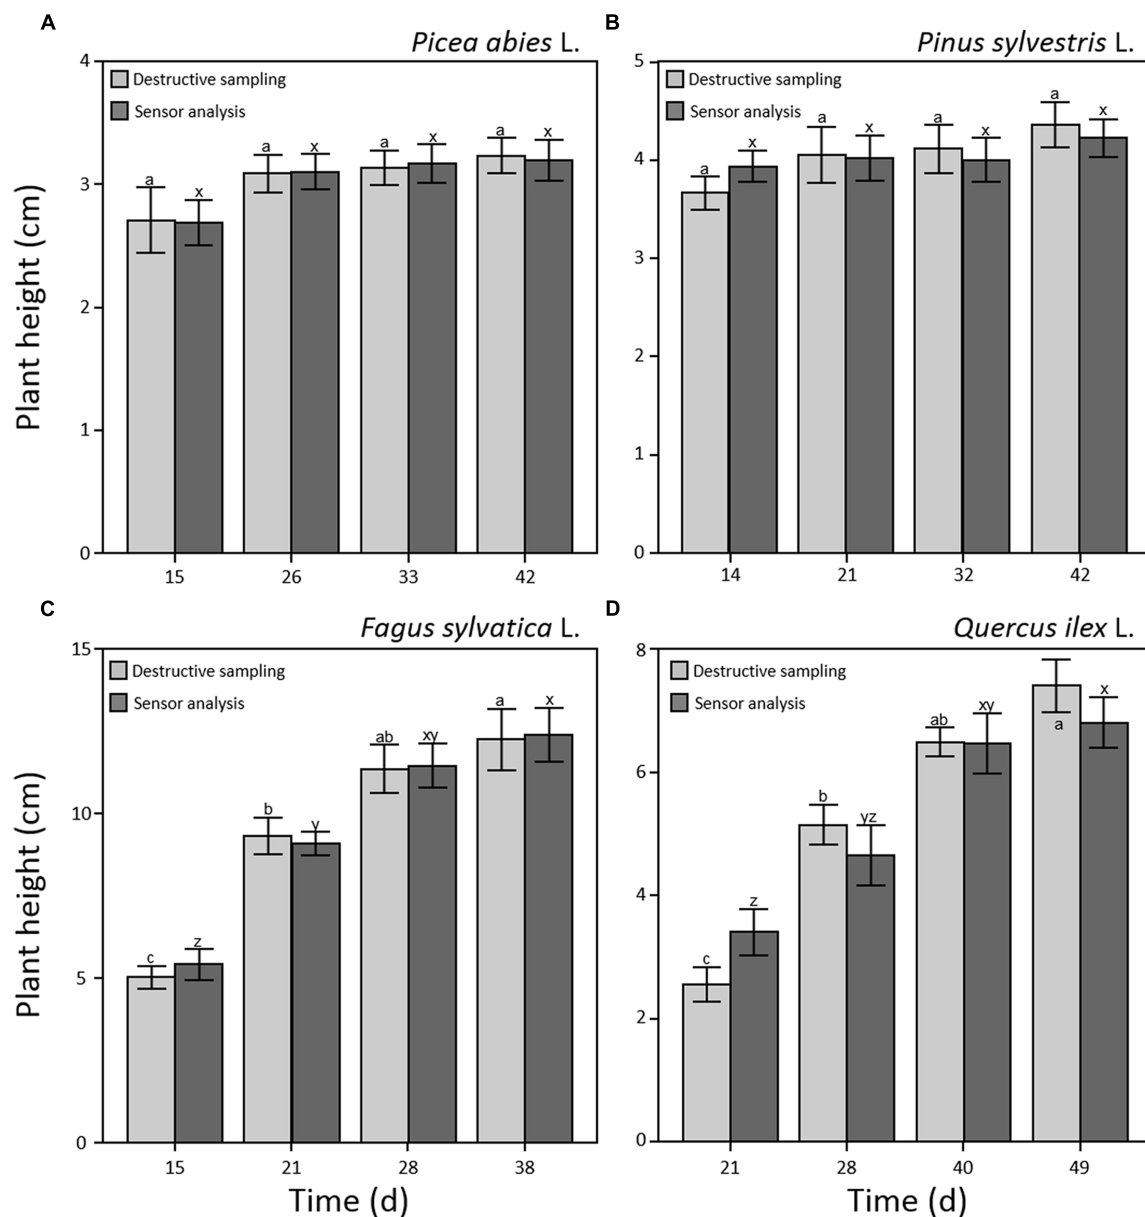 A
Picea abies L.
Destructive sampling
Sensor analysis
Plant height (cm)
4
3
2
1
0
a x a x a x a x
15 26 33 42
B
Pinus sylvestris L.
Destructive sampling
Sensor analysis
5
4
3
2
1
0
a x a x a x a x
14 21 32 42
C
Fagus sylvatica L.
Destructive sampling
Sensor analysis
Plant height (cm)
15
10
5
0
c z b y ab xy a x
15 21 28 38
Time (d)
D
Quercus ilex L.
Destructive sampling
Sensor analysis
8
6
4
2
0
c z b yz ab xy a x
21 28 40 49
Time (d)